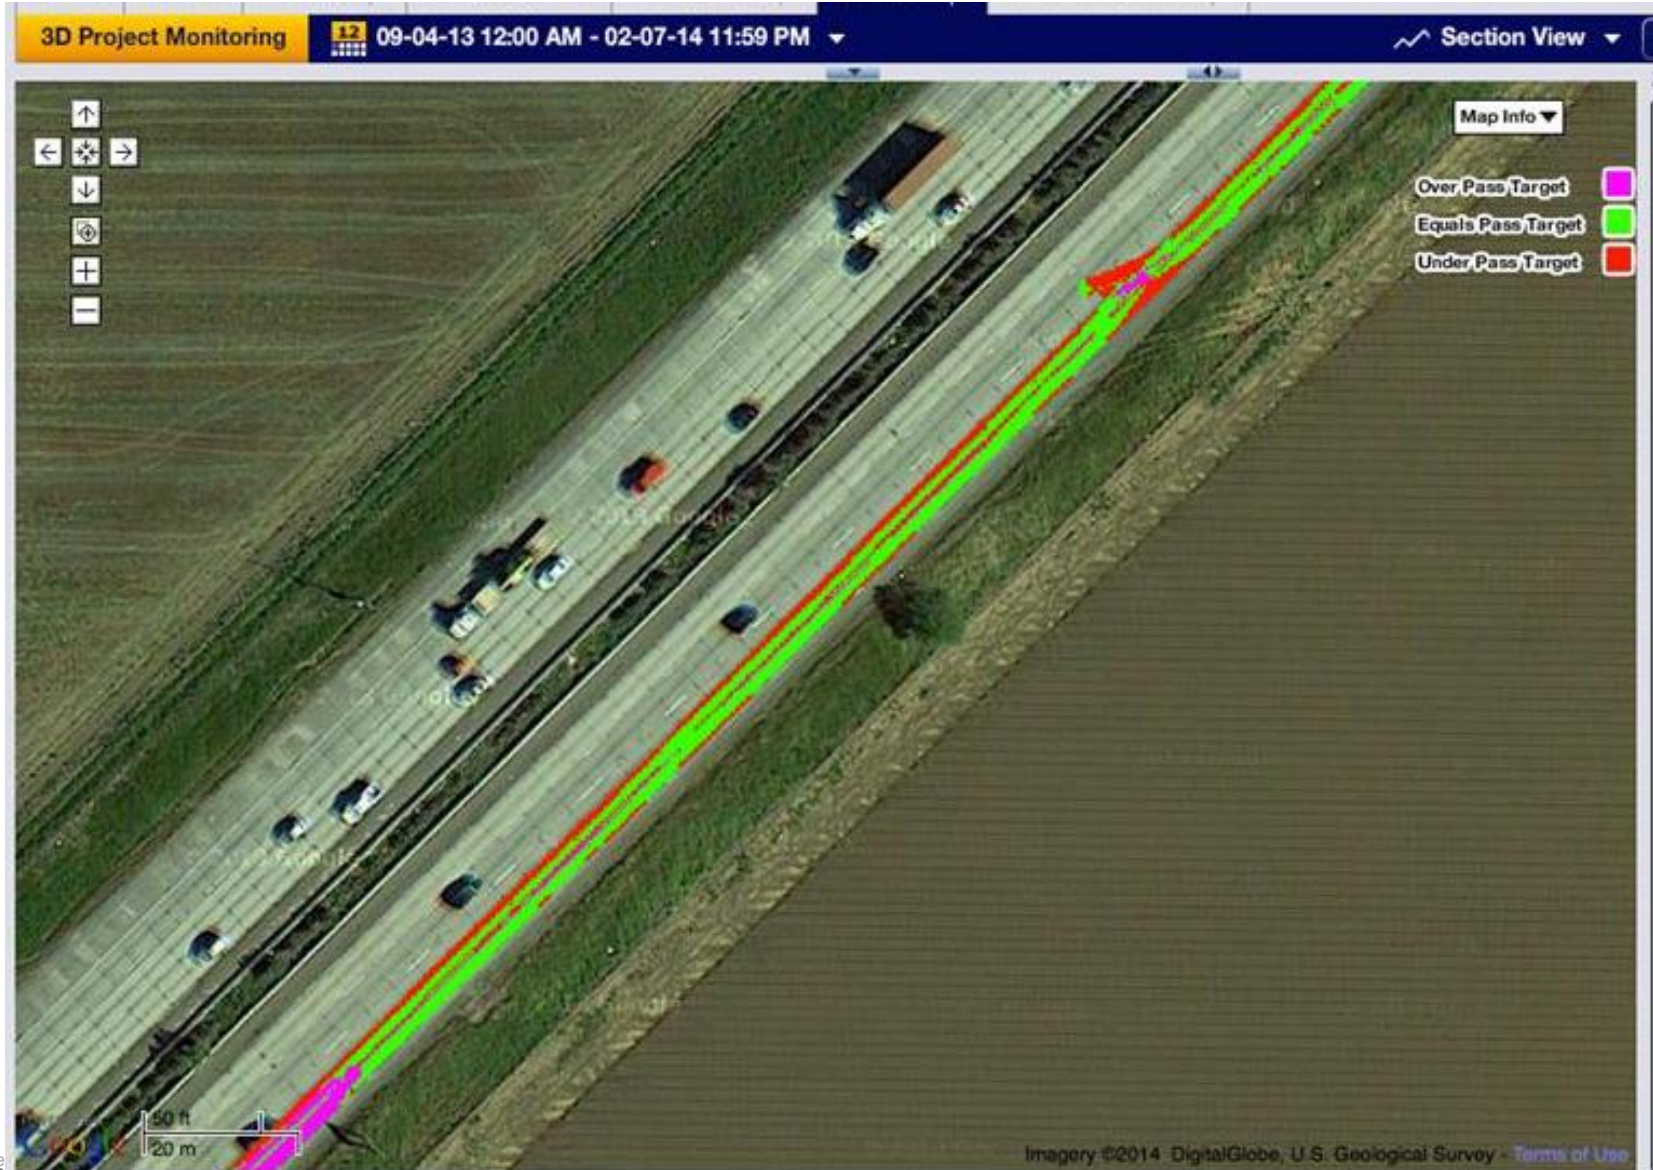 3D Project Monitoring
12
09-04-13 12:00 AM - 02-07-14 11:59 PM
Section View
Map Info
Over Pass Target
Equals Pass Target
Under Pass Target
50 ft
20 m
Imagery ©2014 DigitalGlobe, U.S. Geological Survey - Terms of Use